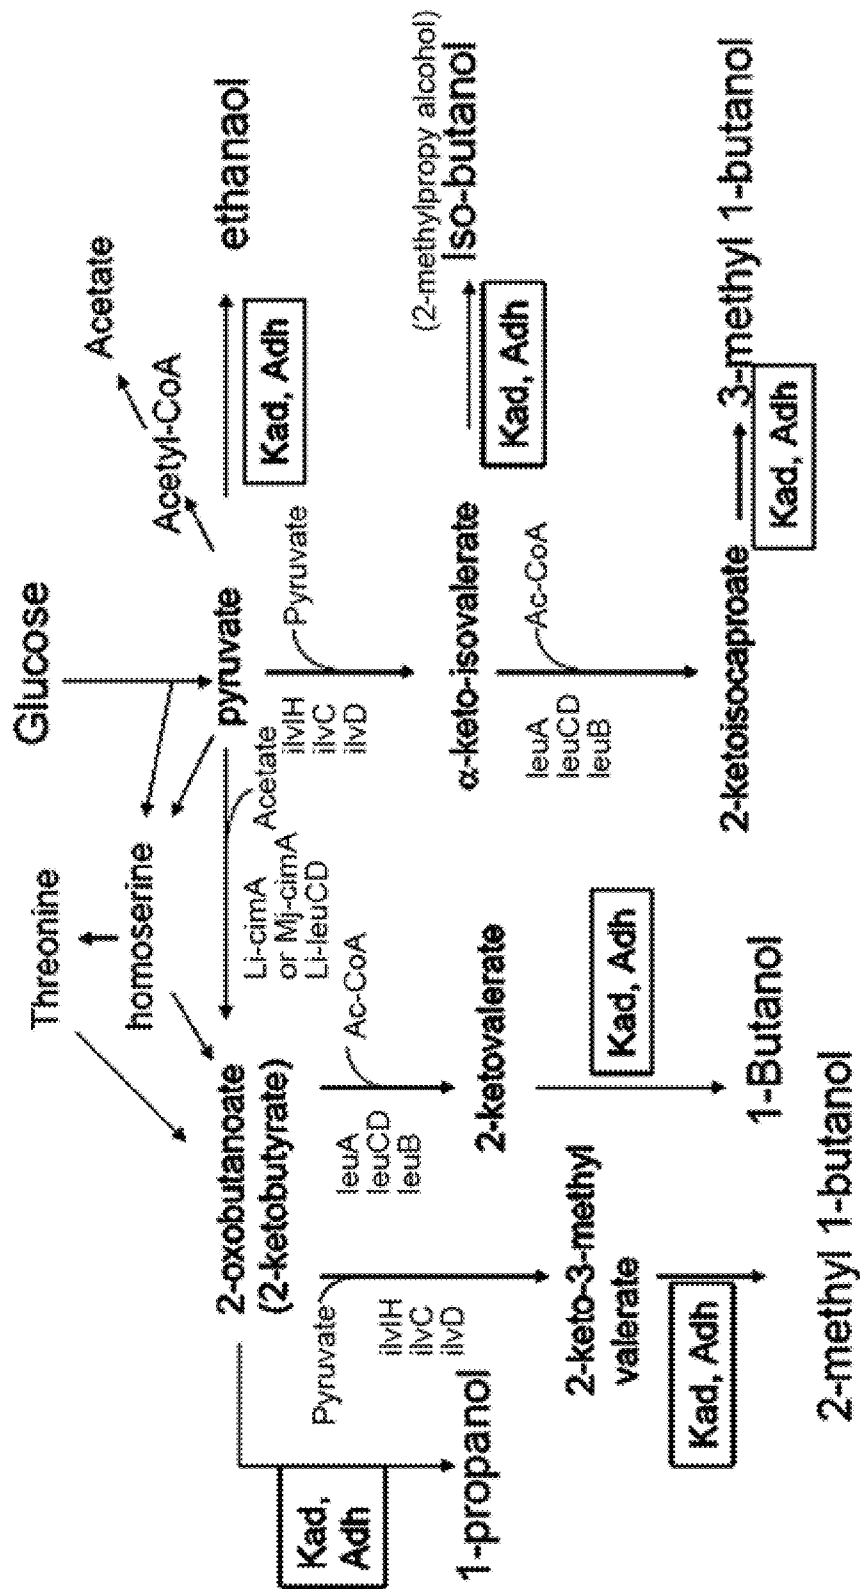 Glucose
Threonine
homoserine
Acetate
Acetyl-CoA
pyruvate
ethanaol
Kad, Adh
2-oxobutanoate
(2-ketobutyrate)
Acetate
Li-cimA
or Mj-cimA
Li-leuCD
ilvIH
ilvC
ilvD
Pyruvate
Kad,
Adh
Pyruvate
ilvIH
ilvC
ilvD
leuA
leuCD
leuB
Ac-CoA
1-propanol
2-ketovalerate
α-keto-isovalerate
Kad, Adh
(2-methylpropy alcohol)
Iso-butanol
2-keto-3-methyl
valerate
Kad, Adh
leuA
leuCD
leuB
Ac-CoA
Kad, Adh
2-methyl 1-butanol
1-Butanol
2-ketoisocaproate
3-methyl 1-butanol
Kad, Adh